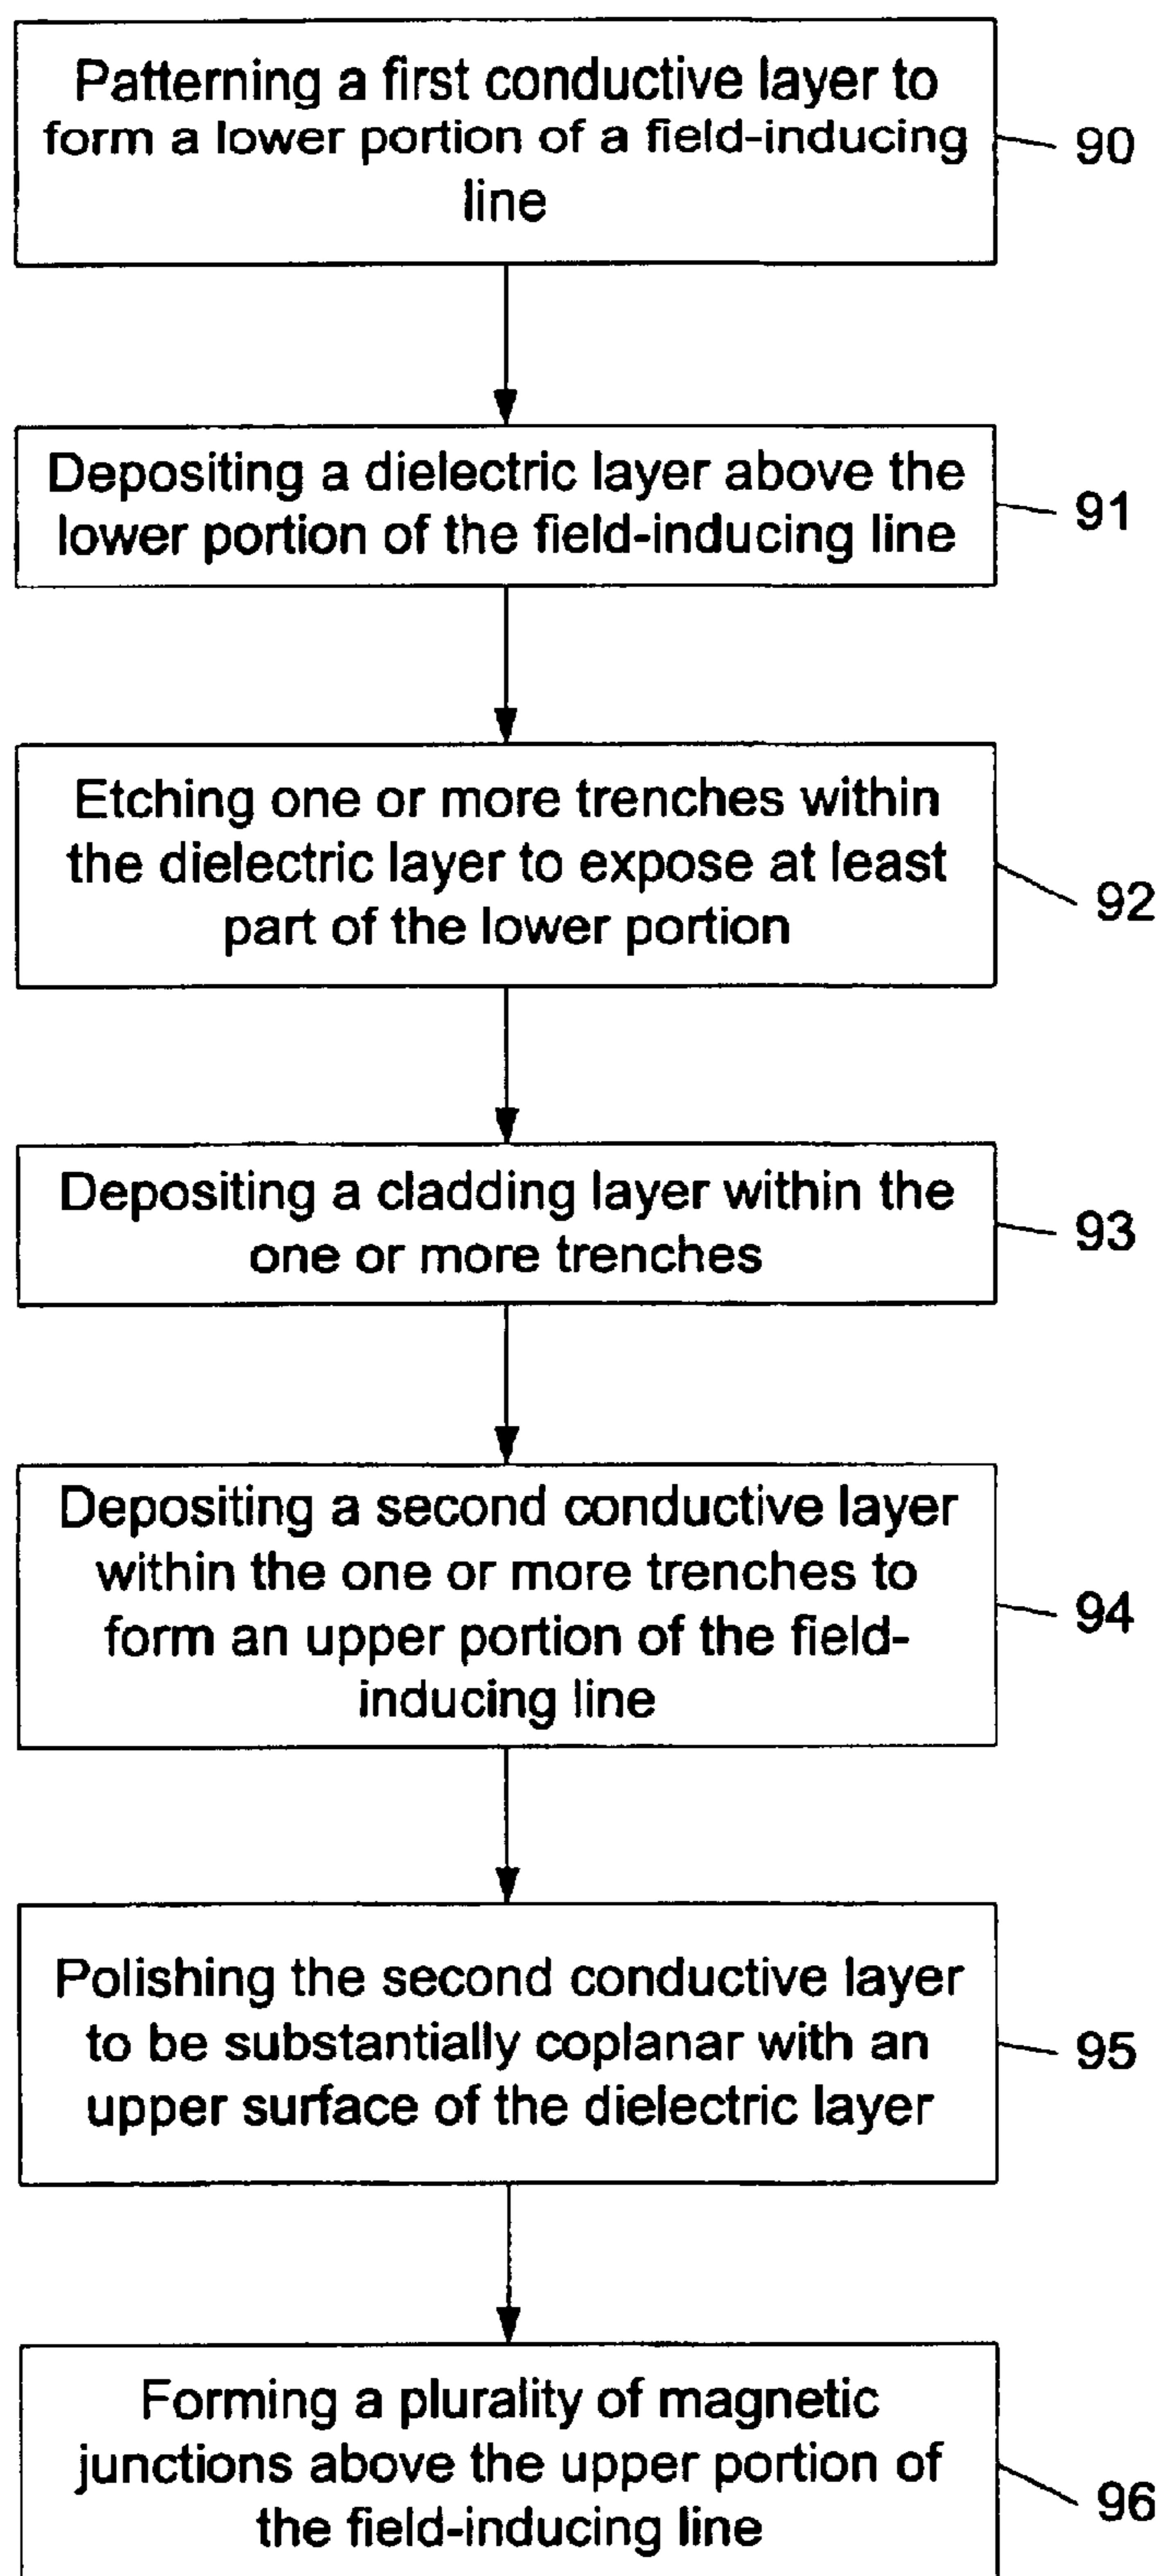 Patterning a first conductive layer to
form a lower portion of a field-inducing
line
90
Depositing a dielectric layer above the
lower portion of the field-inducing line
91
Etching one or more trenches within
the dielectric layer to expose at least
part of the lower portion
92
Depositing a cladding layer within the
one or more trenches
93
Depositing a second conductive layer
within the one or more trenches to
form an upper portion of the field-
inducing line
94
Polishing the second conductive layer
to be substantially coplanar with an
upper surface of the dielectric layer
95
Forming a plurality of magnetic
junctions above the upper portion of
the field-inducing line
96